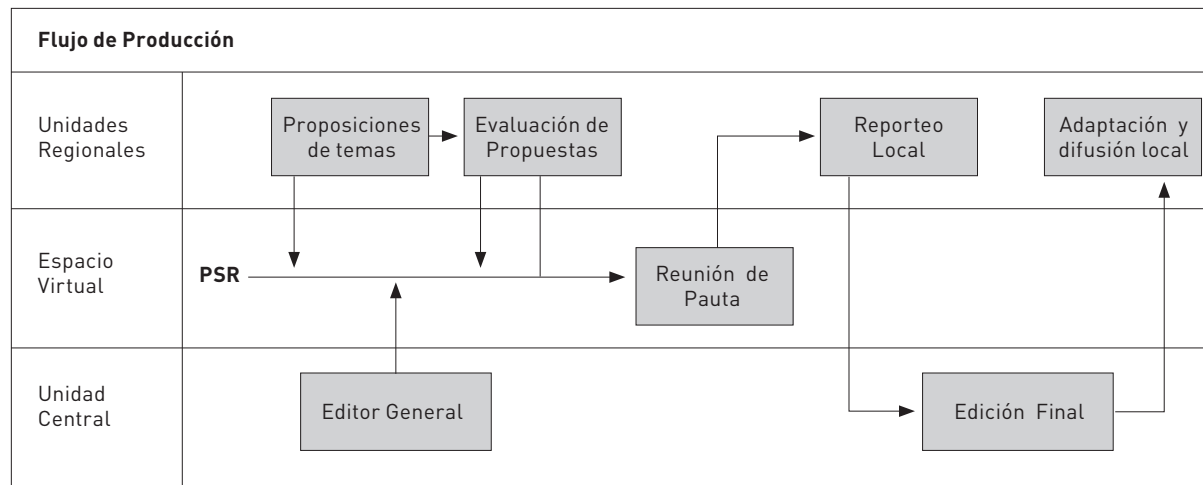 Flujo de Producción
Unidades
Regionales
Proposiciones
de temas
Evaluación de
Propuestas
Reporteo
Local
Adaptación y
difusión local
Espacio
Virtual
PSR
Reunión de
Pauta
Unidad
Central
Editor General
Edición Final